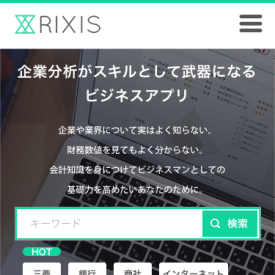 RIXIS
企業分析がスキルとして武器になる
ビジネスアプリ
企業や業界について実はよく知らない。
財務数値を見てもよく分からない。
会計知識を身につけてビジネスマンとしての
基礎力を高めたいあなたのために。
キーワード 検索
HOT
三菱 銀行 商社 インターネット